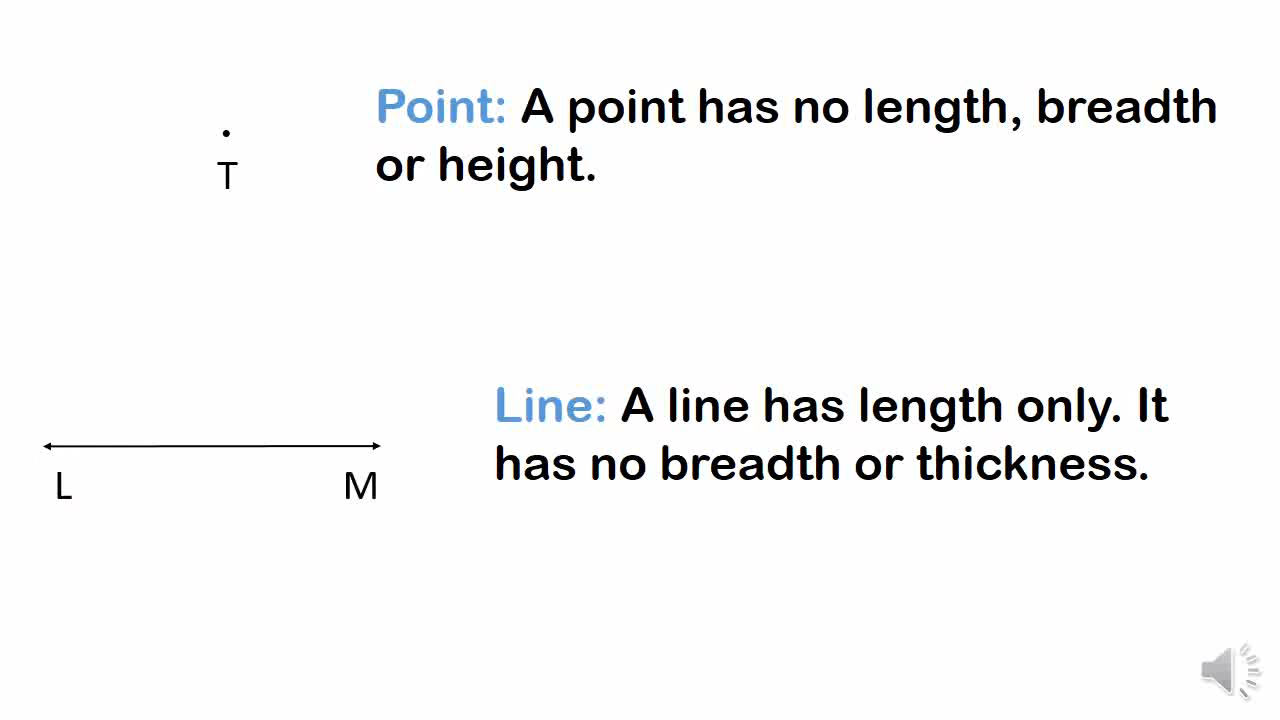 Point: A point has no length, breadth
or height.
T
Line: A line has length only. It
has no breadth or thickness.
L M